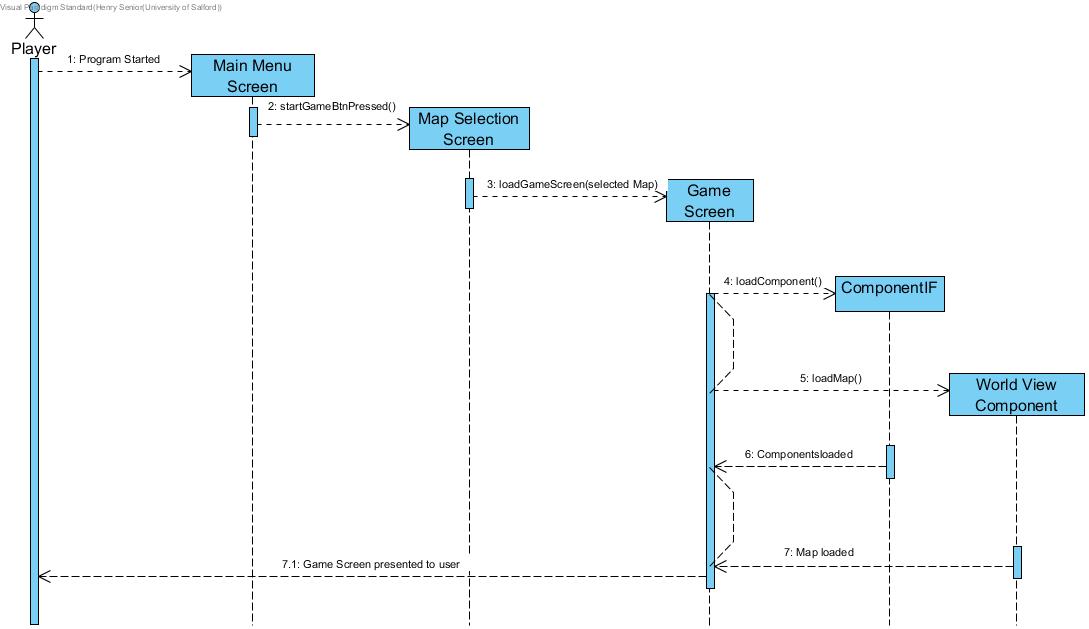 Visual Paradigm Standard(Henry Senior(University of Salford))
Player
1: Program Started
Main Menu
Screen
2: startGameBtnPressed()
Map Selection
Screen
3: loadGameScreen(selected Map)
Game
Screen
4: loadComponent()
ComponentIF
5: loadMap()
World View
Component
6: Componentsloaded
7: Map loaded
7.1: Game Screen presented to user